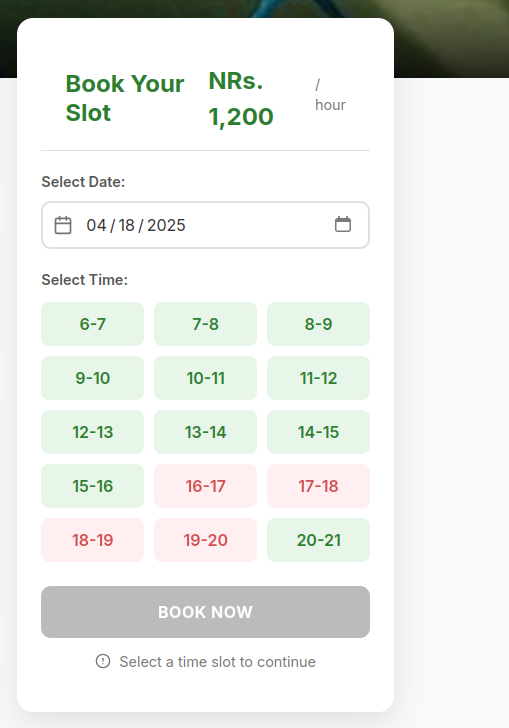 Book Your Slot
NRs. 1,200
/ hour
Select Date:
04/18/2025
Select Time:
6-7 7-8 8-9
9-10 10-11 11-12
12-13 13-14 14-15
15-16 16-17 17-18
18-19 19-20 20-21
BOOK NOW
Select a time slot to continue